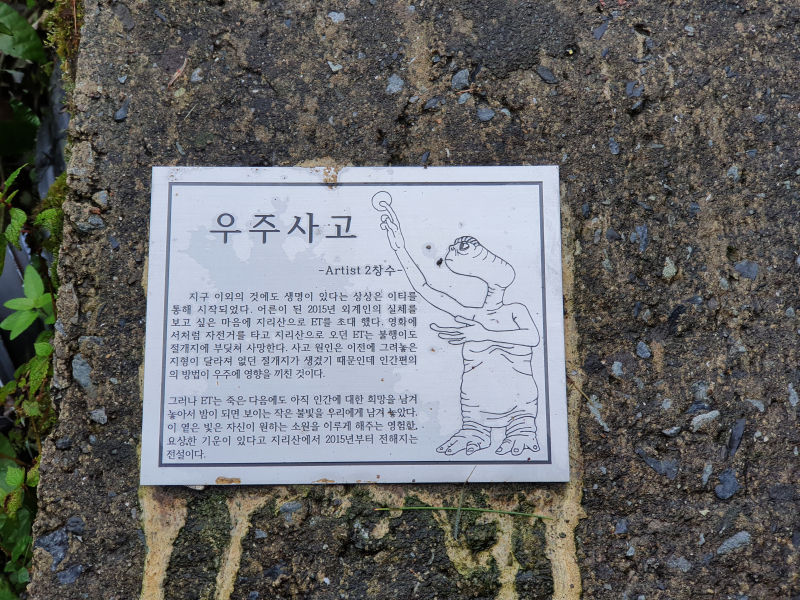 우주사고
-Artist 2창수-
지구 이외의 것에도 생명이 있다는 상상은 이티를
통해 시작되었다. 어른이 된 2015년 외계인의 실체를
보고 싶은 마음에 지리산으로 ET를 초대 했다. 영화에
서처럼 자전거를 타고 지리산으로 오던 ET는 불행이도
절개지에 부딪쳐 사망한다. 사고 원인은 이전에 그려놓은
지형이 달라져 없던 절개지가 생겼기 때문인데 인간편의
의 방법이 우주에 영향을 끼친 것이다.
그러나 ET는 죽은 다음에도 아직 인간에 대한 희망을 남겨
놓아서 밤이 되면 보이는 작은 불빛을 우리에게 남겨 놓았다.
이 옅은 빛은 자신이 원하는 소원을 이루게 해주는 영험한,
요상한 기운이 있다고 지리산에서 2015년부터 전해지는
전설이다.